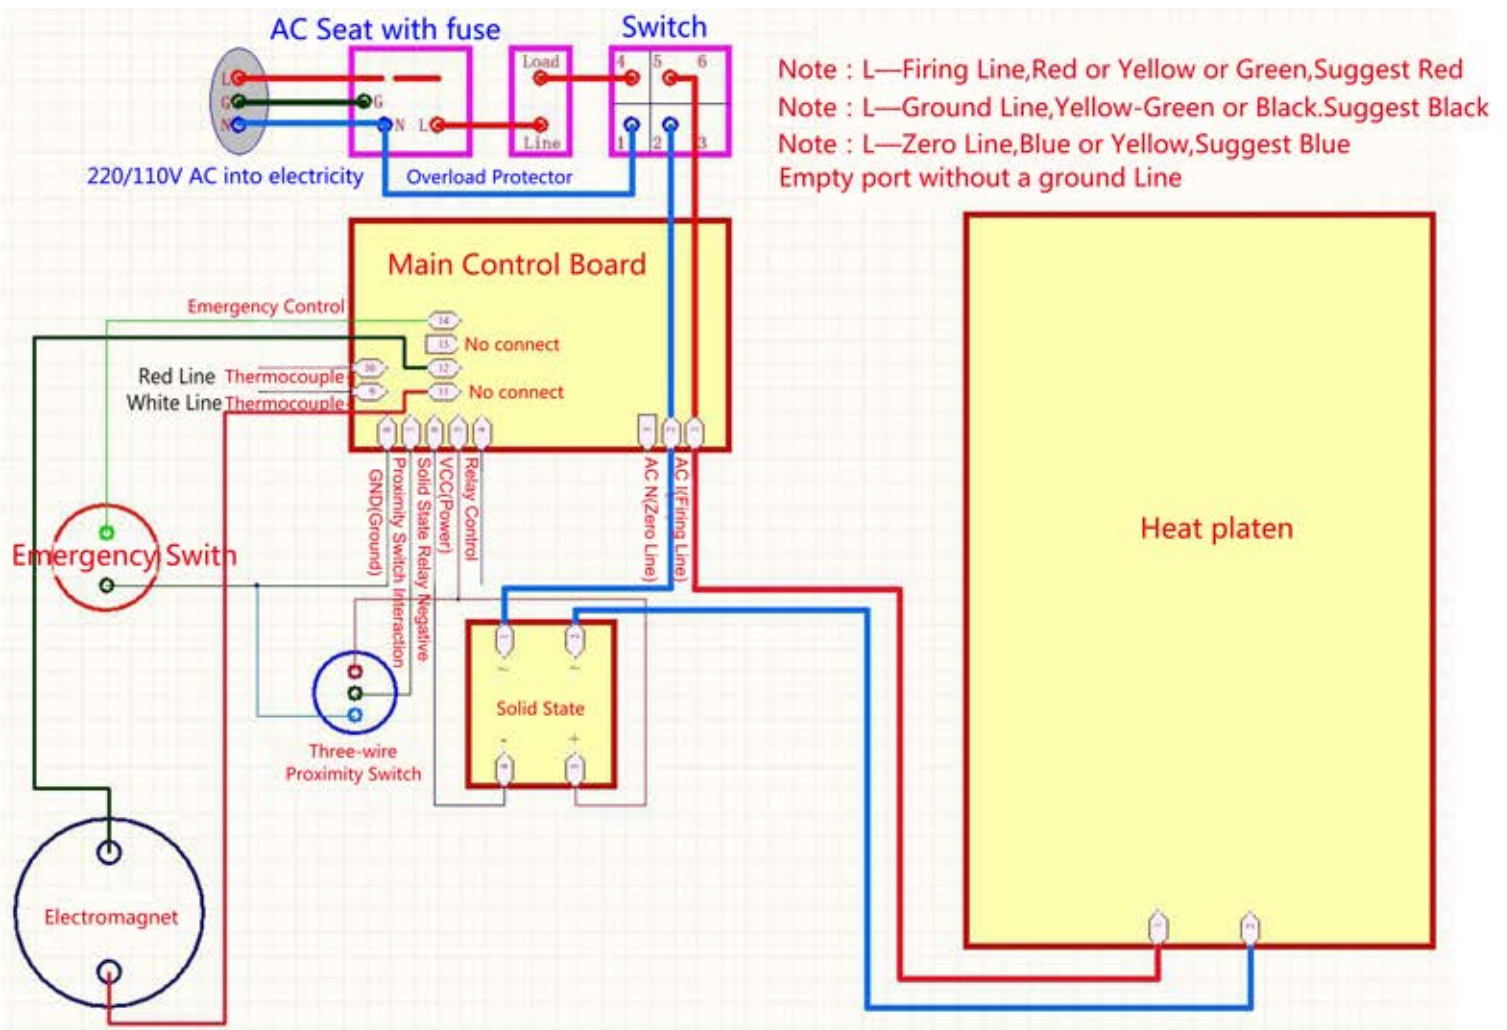 AC Seat with fuse
Switch
L
G
N
G
N
L
Load
Line
4
5
6
1
2
3
220/110V AC into electricity
Overload Protector
Note : L—Firing Line,Red or Yellow or Green,Suggest Red
Note : L—Ground Line,Yellow-Green or Black.Suggest Black
Note : L—Zero Line,Blue or Yellow,Suggest Blue
Empty port without a ground Line
Main Control Board
Emergency Control
14
13
No connect
12
10
Red Line
Thermocouple
9
11
No connect
White Line
Thermocouple
GND(Ground)
Proximity Switch Interaction
Solid State Relay Negative
VCC(Power)
Relay Control
AC N(Zero Line)
AC I(Firing Line)
Emergency Swith
Heat platen
~
~
Solid State
-
+
Three-wire
Proximity Switch
Electromagnet